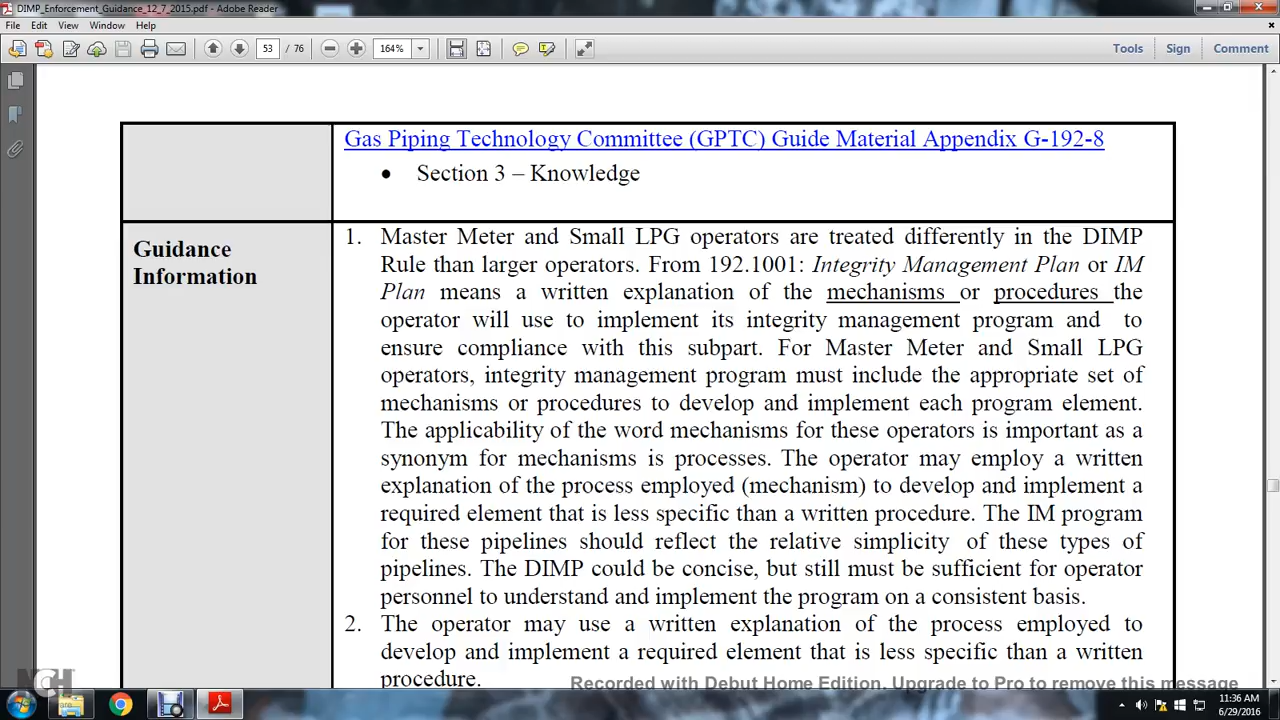 DIMP_Enforcement_Guidance_12_7_2015.pdf - Adobe Reader
File Edit View Window Help
53 / 76 164% Tools Sign Comment
Gas Piping Technology Committee (GPTC) Guide Material Appendix G-192-8
• Section 3 – Knowledge
Guidance
Information
1. Master Meter and Small LPG operators are treated differently in the DIMP
Rule than larger operators. From 192.1001: Integrity Management Plan or IM
Plan means a written explanation of the mechanisms or procedures the
operator will use to implement its integrity management program and to
ensure compliance with this subpart. For Master Meter and Small LPG
operators, integrity management program must include the appropriate set of
mechanisms or procedures to develop and implement each program element.
The applicability of the word mechanisms for these operators is important as a
synonym for mechanisms is processes. The operator may employ a written
explanation of the process employed (mechanism) to develop and implement a
required element that is less specific than a written procedure. The IM program
for these pipelines should reflect the relative simplicity of these types of
pipelines. The DIMP could be concise, but still must be sufficient for operator
personnel to understand and implement the program on a consistent basis.
2. The operator may use a written explanation of the process employed to
develop and implement a required element that is less specific than a written
procedure.
Recorded with Debut Home Edition. Upgrade to Pro to remove this message
NCH
11:36 AM
6/29/2016